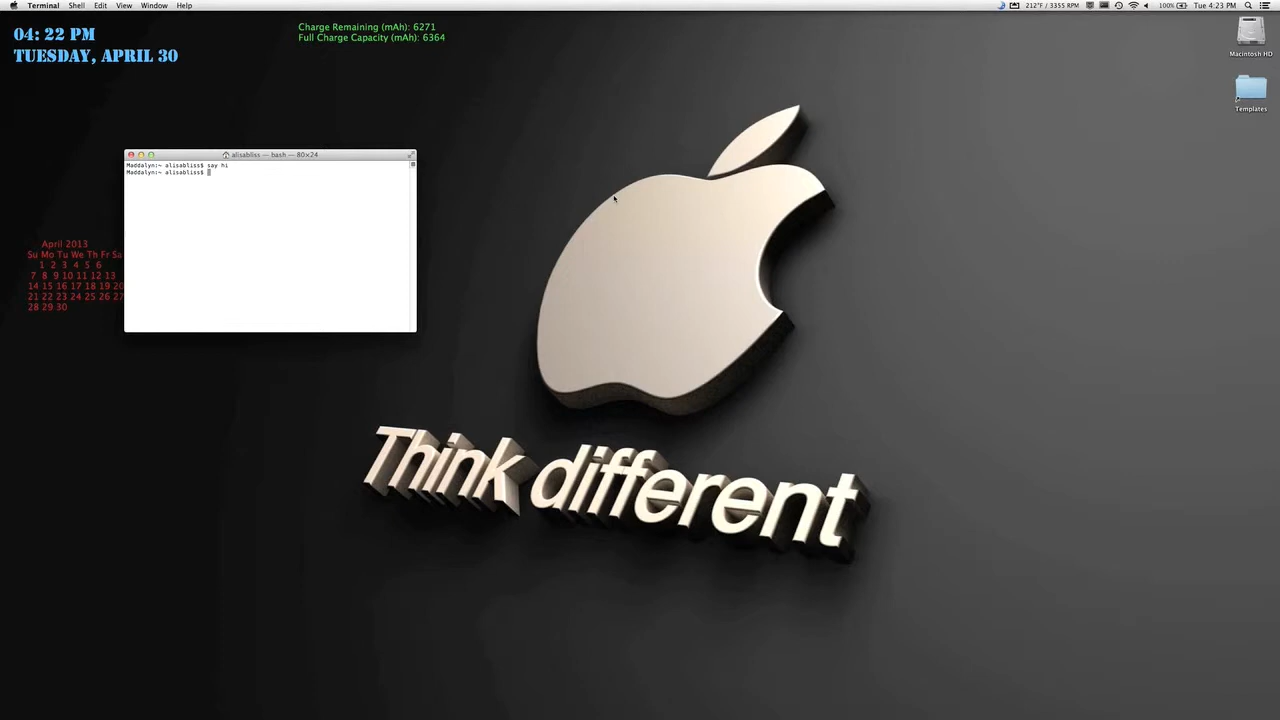 Terminal Shell Edit View Window Help
212°F / 3355 RPM 100% Tue 4:23 PM
04: 22 PM
TUESDAY, APRIL 30
Charge Remaining (mAh): 6271
Full Charge Capacity (mAh): 6364
Macintosh HD
Templates
alisabliss — bash — 80×24
Maddalyn:~ alisabliss$ say hi
Maddalyn:~ alisabliss$
April 2013
Su Mo Tu We Th Fr Sa
1 2 3 4 5 6
7 8 9 10 11 12 13
14 15 16 17 18 19 20
21 22 23 24 25 26 27
28 29 30
Think different